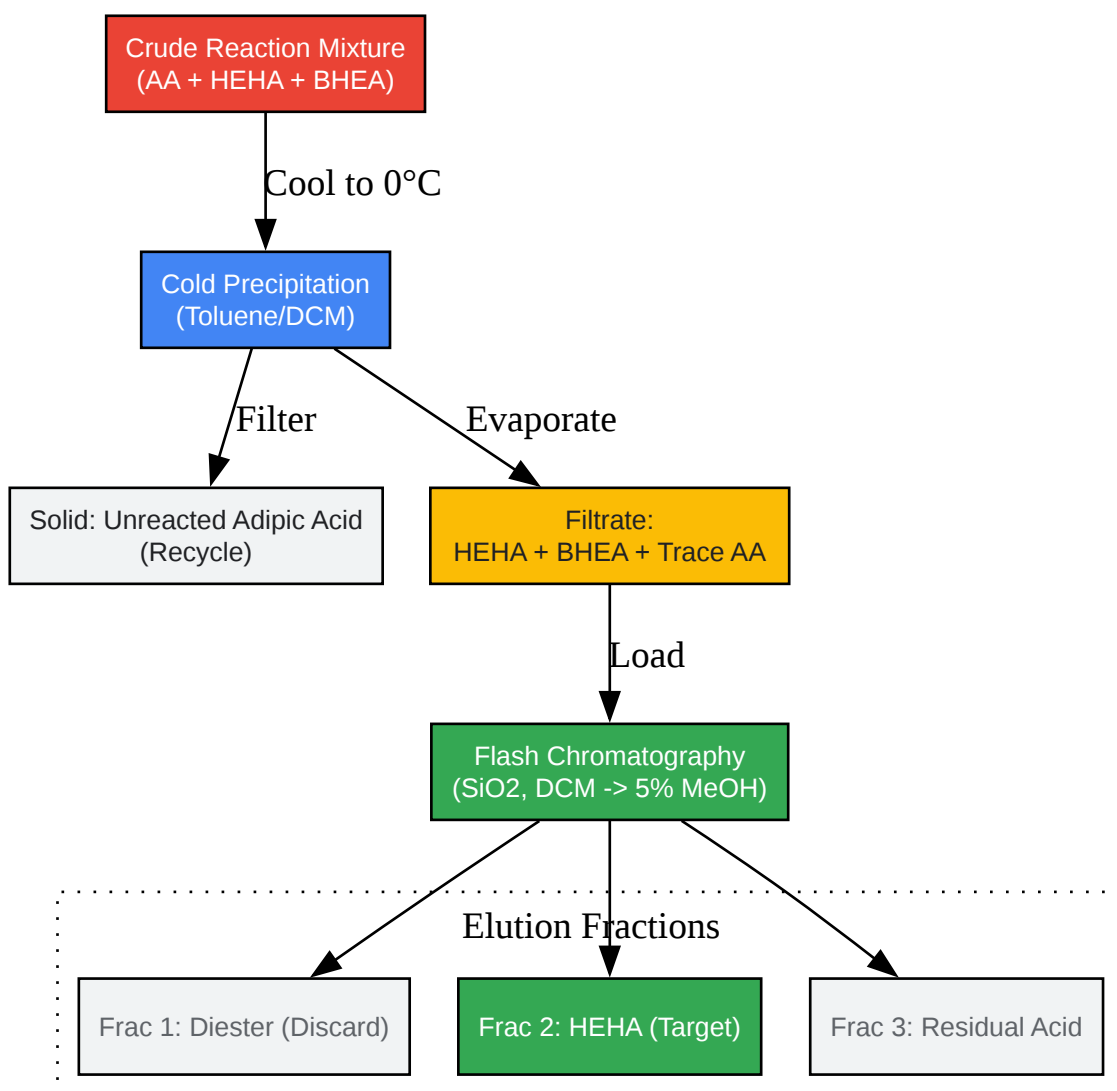 Crude Reaction Mixture
(AA + HEHA + BHEA)
Cool to 0°C
Cold Precipitation
(Toluene/DCM)
Filter
Evaporate
Solid: Unreacted Adipic Acid
(Recycle)
Filtrate:
HEHA + BHEA + Trace AA
Load
Flash Chromatography
(SiO2, DCM -> 5% MeOH)
Elution Fractions
Frac 1: Diester (Discard)
Frac 2: HEHA (Target)
Frac 3: Residual Acid